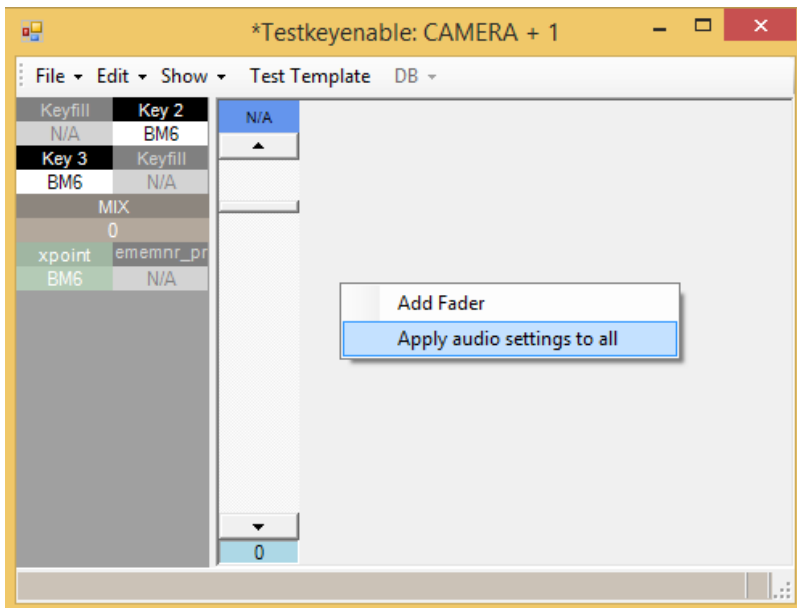 *Testkeyenable: CAMERA + 1
File Edit Show Test Template DB
Keyfill Key 2
N/A BM6
Key 3 Keyfill
BM6 N/A
MIX
0
xpoint ememnr_pr
BM6 N/A
N/A
Add Fader
Apply audio settings to all
0